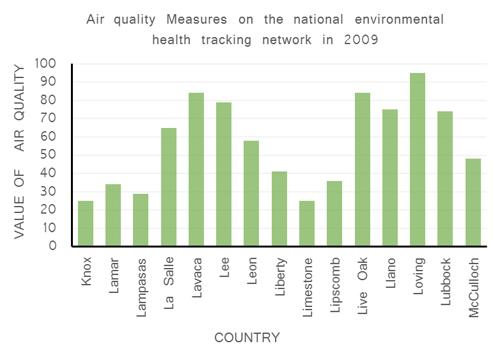 Air quality Measures on the national environmental
health tracking network in 2009
VALUE OF AIR QUALITY
100
90
80
70
60
50
40
30
20
10
0
Knox
Lamar
Lampasas
La Salle
Lavaca
Lee
Leon
Liberty
Limestone
Lipscomb
Live Oak
Llano
Loving
Lubbock
McCulloch
COUNTRY